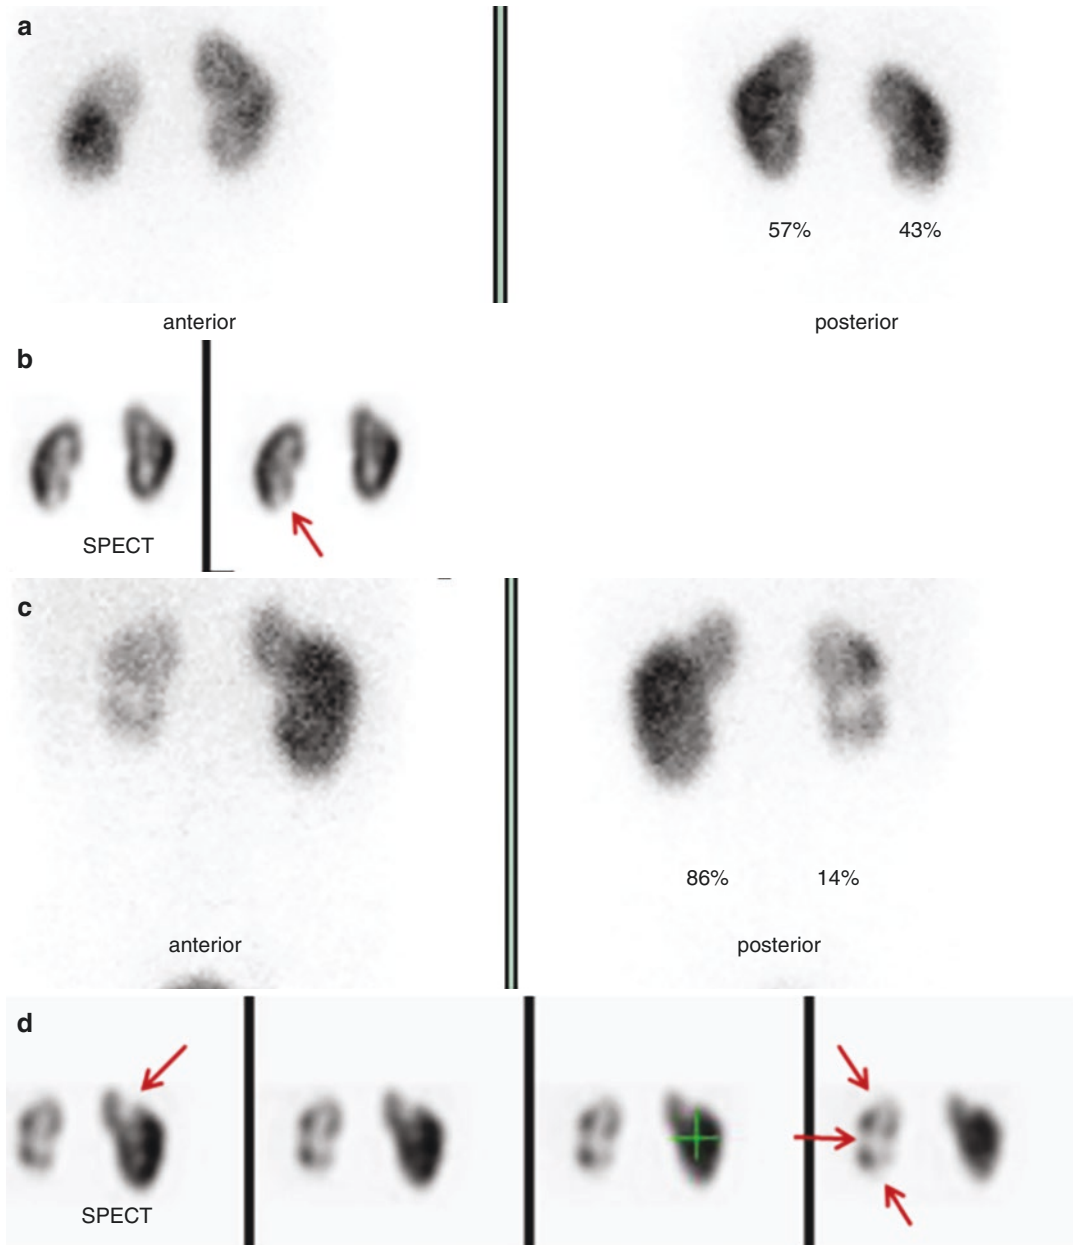 a
57% 43%
anterior posterior
b
SPECT
c
86% 14%
anterior posterior
d
SPECT